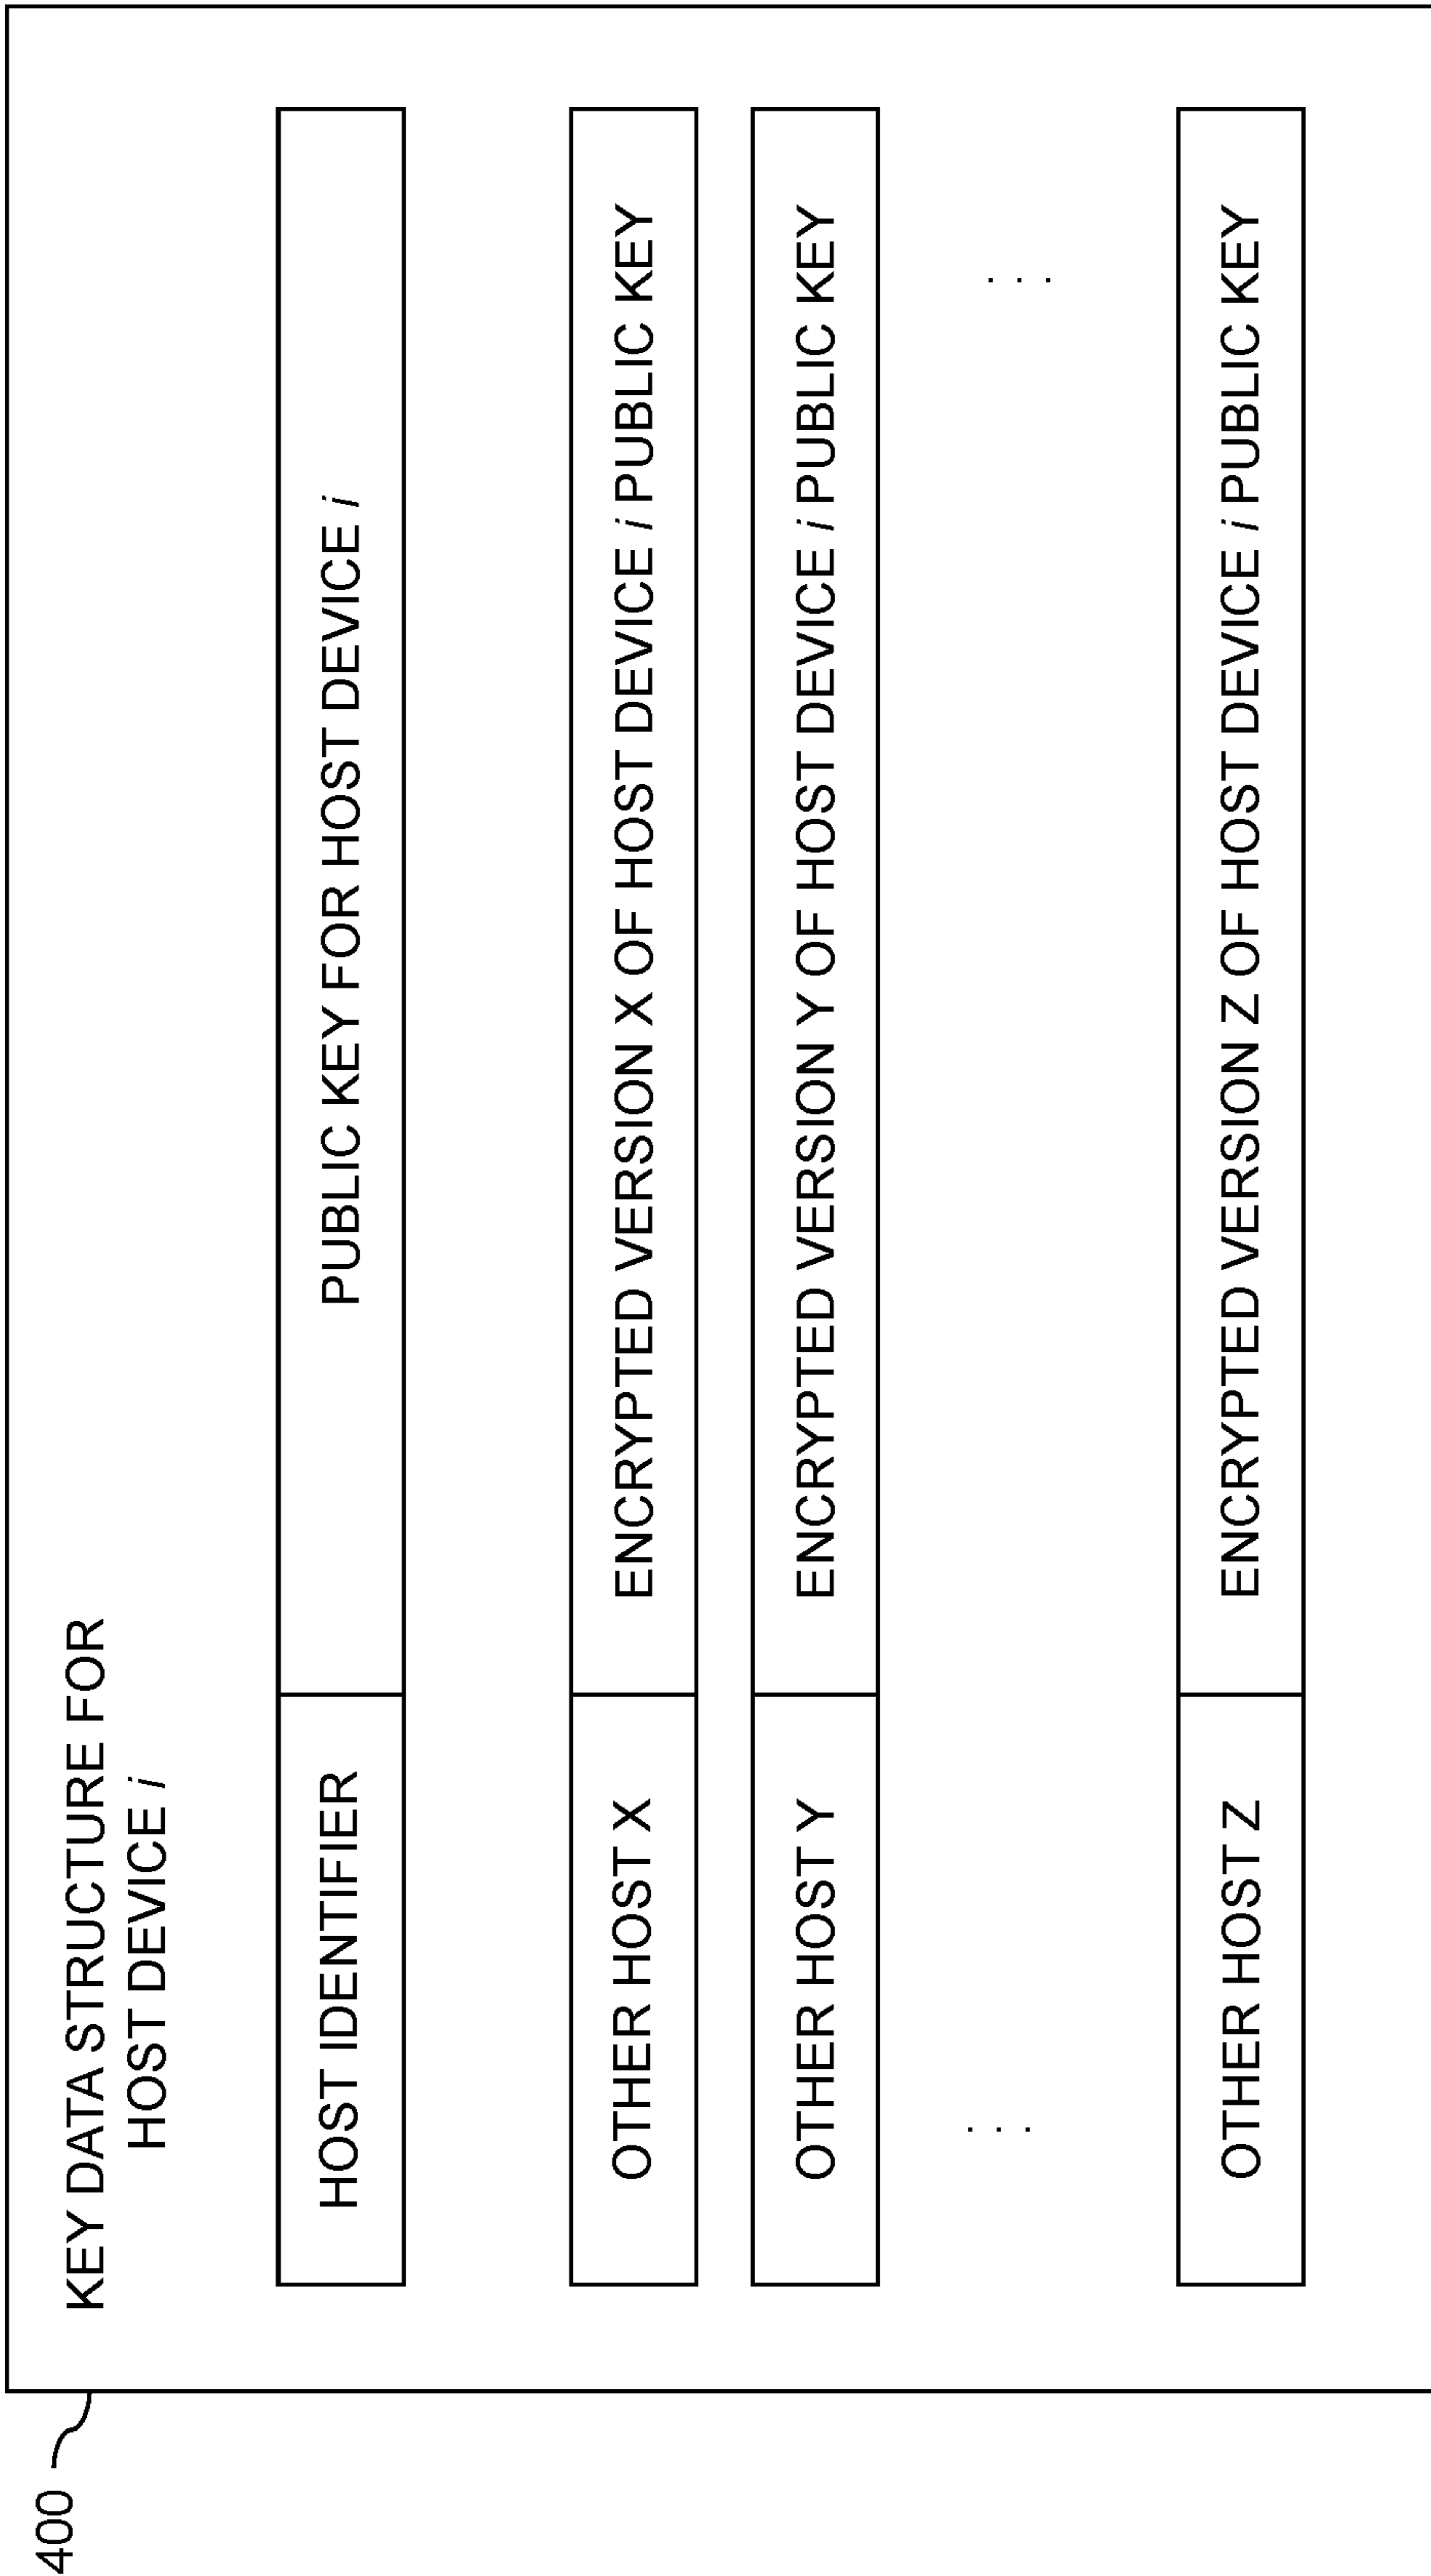 400
KEY DATA STRUCTURE FOR
HOST DEVICE i
HOST IDENTIFIER PUBLIC KEY FOR HOST DEVICE i
OTHER HOST X ENCRYPTED VERSION X OF HOST DEVICE i PUBLIC KEY
OTHER HOST Y ENCRYPTED VERSION Y OF HOST DEVICE i PUBLIC KEY
. . . . . .
OTHER HOST Z ENCRYPTED VERSION Z OF HOST DEVICE i PUBLIC KEY